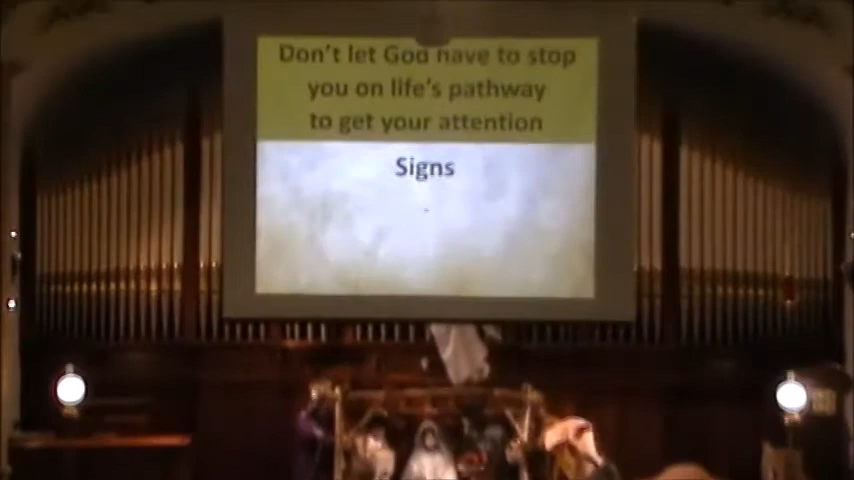 Don't let God have to stop
you on life's pathway
to get your attention
Signs